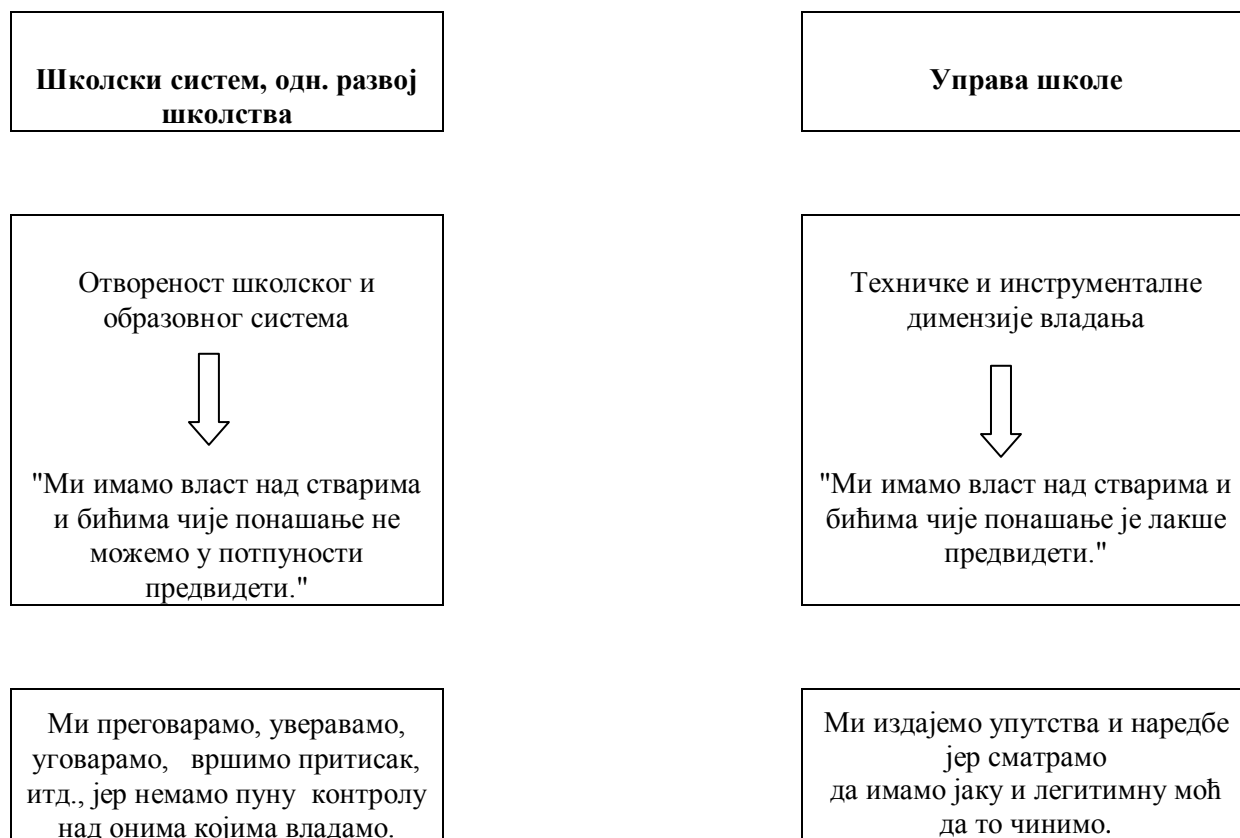 Школски систем, одн. развој
школства
Управа школе
Отвореност школског и
образовног система
"Ми имамо власт над стварима
и бићима чије понашање не
можемо у потпуности
предвидети."
Техничке и инструменталне
димензије владања
"Ми имамо власт над стварима и
бићима чије понашање је лакше
предвидети."
Ми преговарамо, уверавамо,
уговарамо, вршимо притисак,
итд., јер немамо пуну контролу
над онима којима владамо.
Ми издајемо упутства и наредбе
јер сматрамо
да имамо јаку и легитимну моћ
да то чинимо.